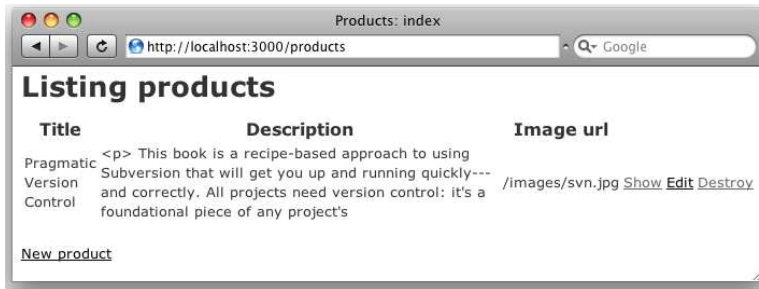 Products: index
http://localhost:3000/products
Google
Listing products
Title Description Image url
Pragmatic Version Control
<p> This book is a recipe-based approach to using
Subversion that will get you up and running quickly---
and correctly. All projects need version control: it's a
foundational piece of any project's
/images/svn.jpg Show Edit Destroy
New product